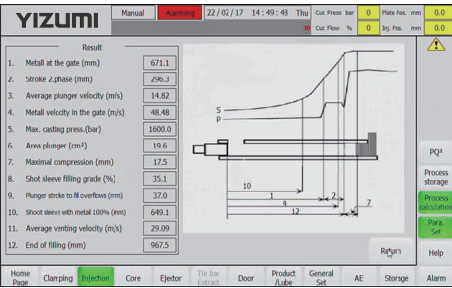 YIZUMI
Manual Alarming 22/02/17 14:49:43 Thu Cur Press bar 0 Plate Pos. mm 0.0
Cur Flow % 0 Inj. Pos. mm 0.0
Result
1. Metall at the gate (mm) 671.1
2. Stroke 2.phase (mm) 296.3
3. Average plunger velocity (m/s) 14.82
4. Metall velocity in the gate (m/s) 48.48
5. Max. casting press.(bar) 1600.0
6. Area plunger (cm²) 19.6
7. Maximal compression (mm) 17.5
8. Shot sleeve filling grade (%) 35.1
9. Plunger stroke to fill overflows (mm) 37.0
10. Shoot sleeve with metal 100% (mm) 649.1
11. Average venting velocity (m/s) 29.09
12. End of filling (mm) 967.5
S
P
10
1 2 7
9
12
Return
PQ²
Process storage
Process calculation
Para. Set
Help
Home Page Clamping Injection Core Ejector Tie bar Extract Door Product /Lube General Set AE Storage Alarm